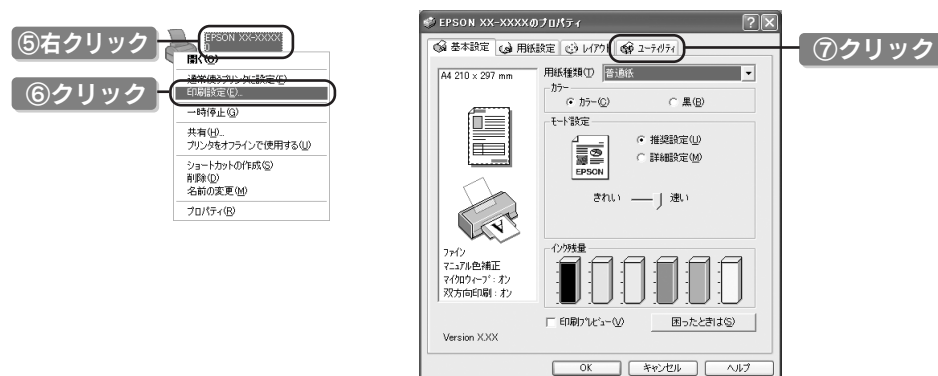 ⑤右クリック
EPSON XX-XXXX
0
開く(O)
通常使うプリンタに設定(F)
⑥クリック
印刷設定(E)...
一時停止(G)
共有(H)...
プリンタをオフラインで使用する(U)
ショートカットの作成(S)
削除(D)
名前の変更(M)
プロパティ(R)
EPSON XX-XXXXのプロパティ
基本設定
用紙設定
レイアウト
ユーティリティ
⑦クリック
A4 210 x 297 mm
用紙種類(T)
普通紙
カラー
カラー(C)
黒(B)
モード設定
EPSON
推奨設定(U)
詳細設定(M)
きれい
速い
ファイン
マニュアル色補正
マイクロウィーブ:オン
双方向印刷:オン
インク残量
印刷プレビュー(V)
困ったときは(S)
Version X.XX
OK
キャンセル
ヘルプ